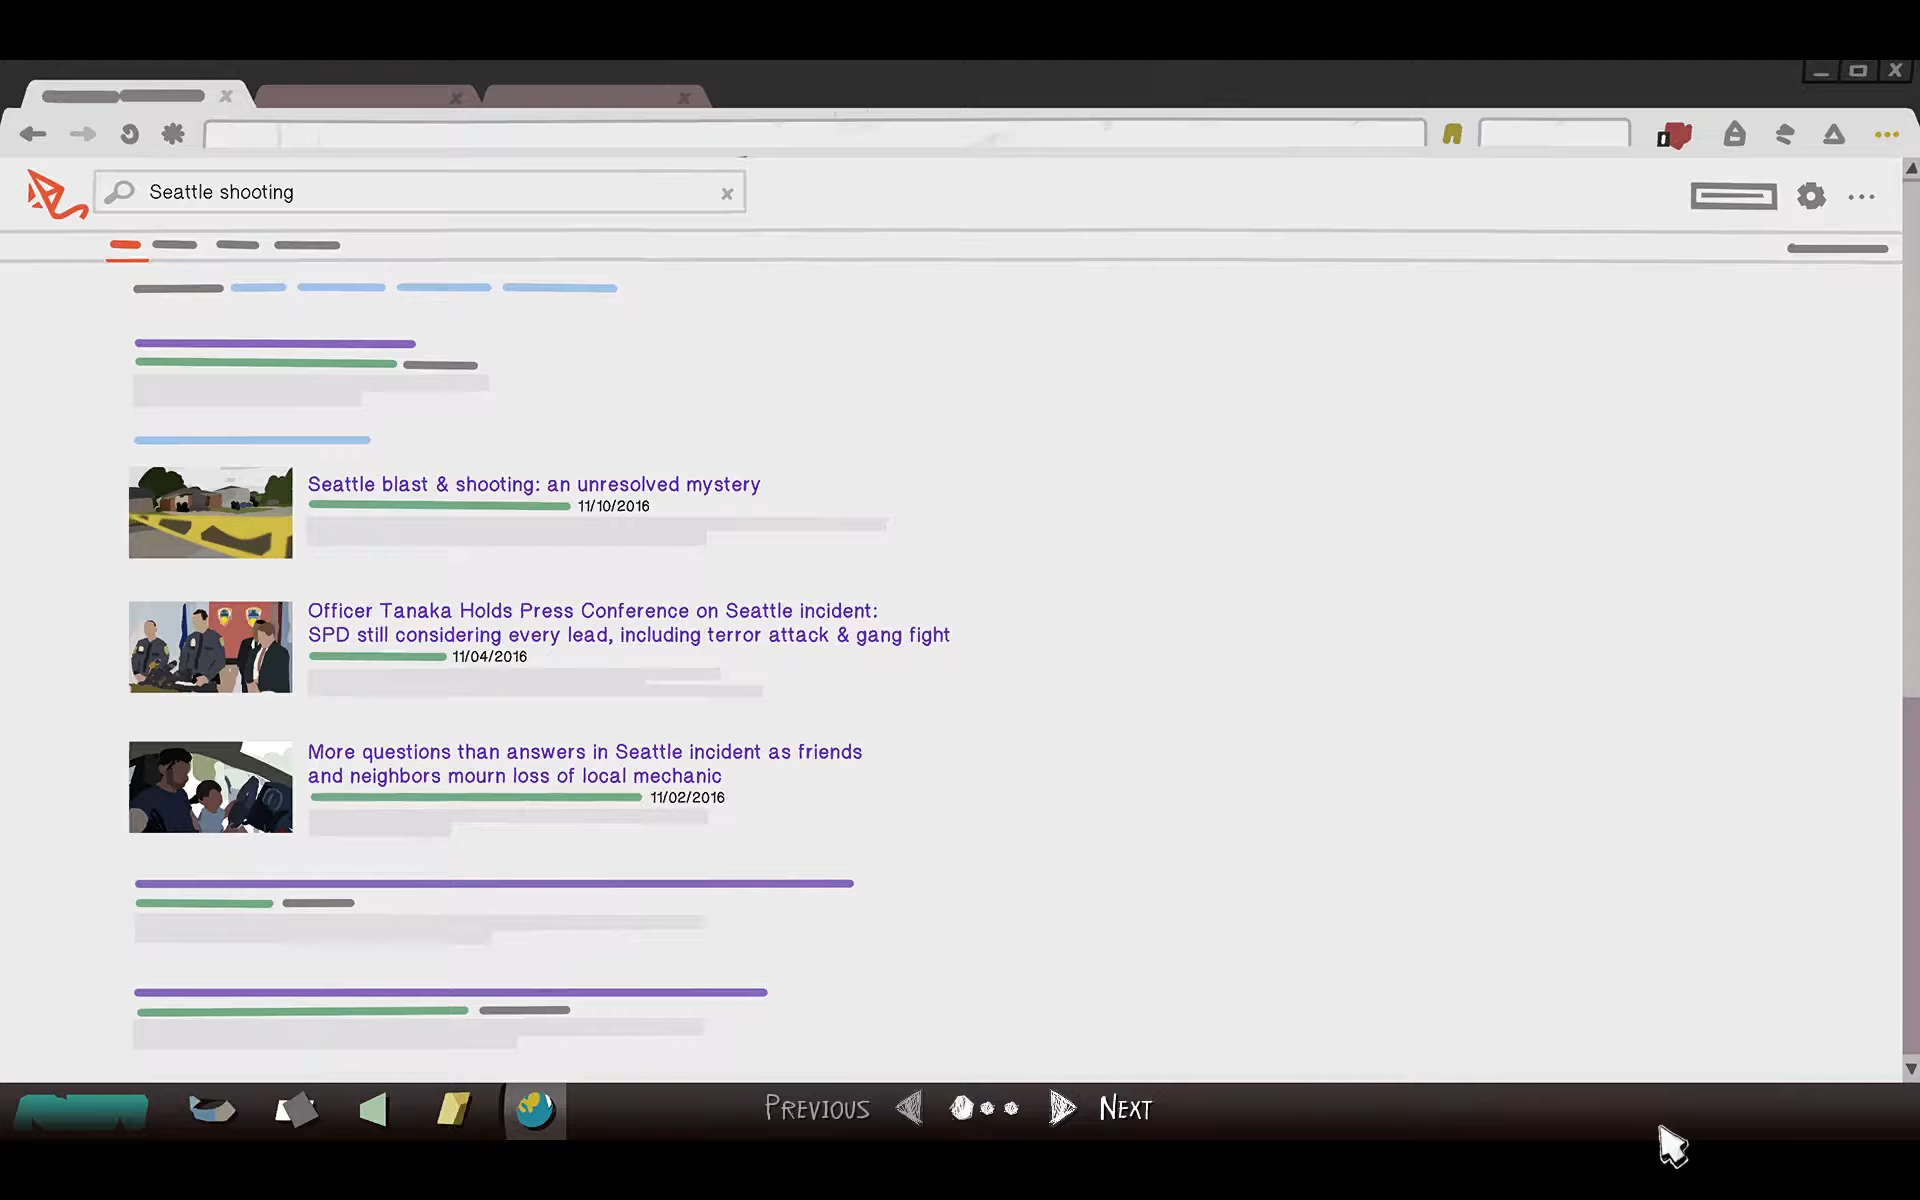 Seattle shooting
Seattle blast & shooting: an unresolved mystery
11/10/2016
Officer Tanaka Holds Press Conference on Seattle incident:
SPD still considering every lead, including terror attack & gang fight
11/04/2016
More questions than answers in Seattle incident as friends
and neighbors mourn loss of local mechanic
11/02/2016
PREVIOUS
NEXT